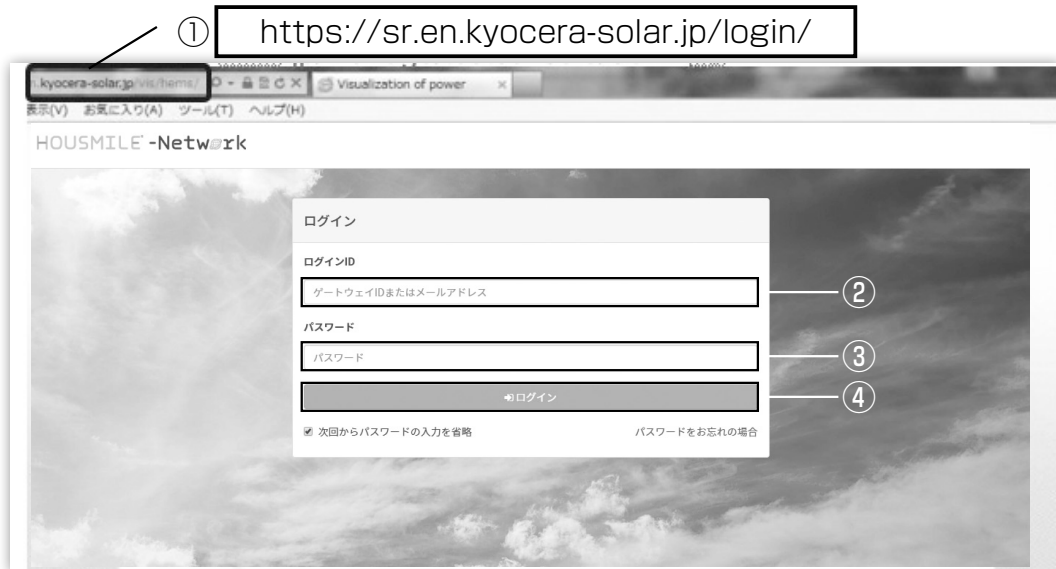 ① https://sr.en.kyocera-solar.jp/login/
n.kyocera-solar.jp/vis/hems/
Visualization of power ×
表示(V) お気に入り(A) ツール(T) ヘルプ(H)
HOUSMILE -Network
ログイン
ログインID
ゲートウェイIDまたはメールアドレス
②
パスワード
パスワード
③
ログイン
④
次回からパスワードの入力を省略 パスワードをお忘れの場合